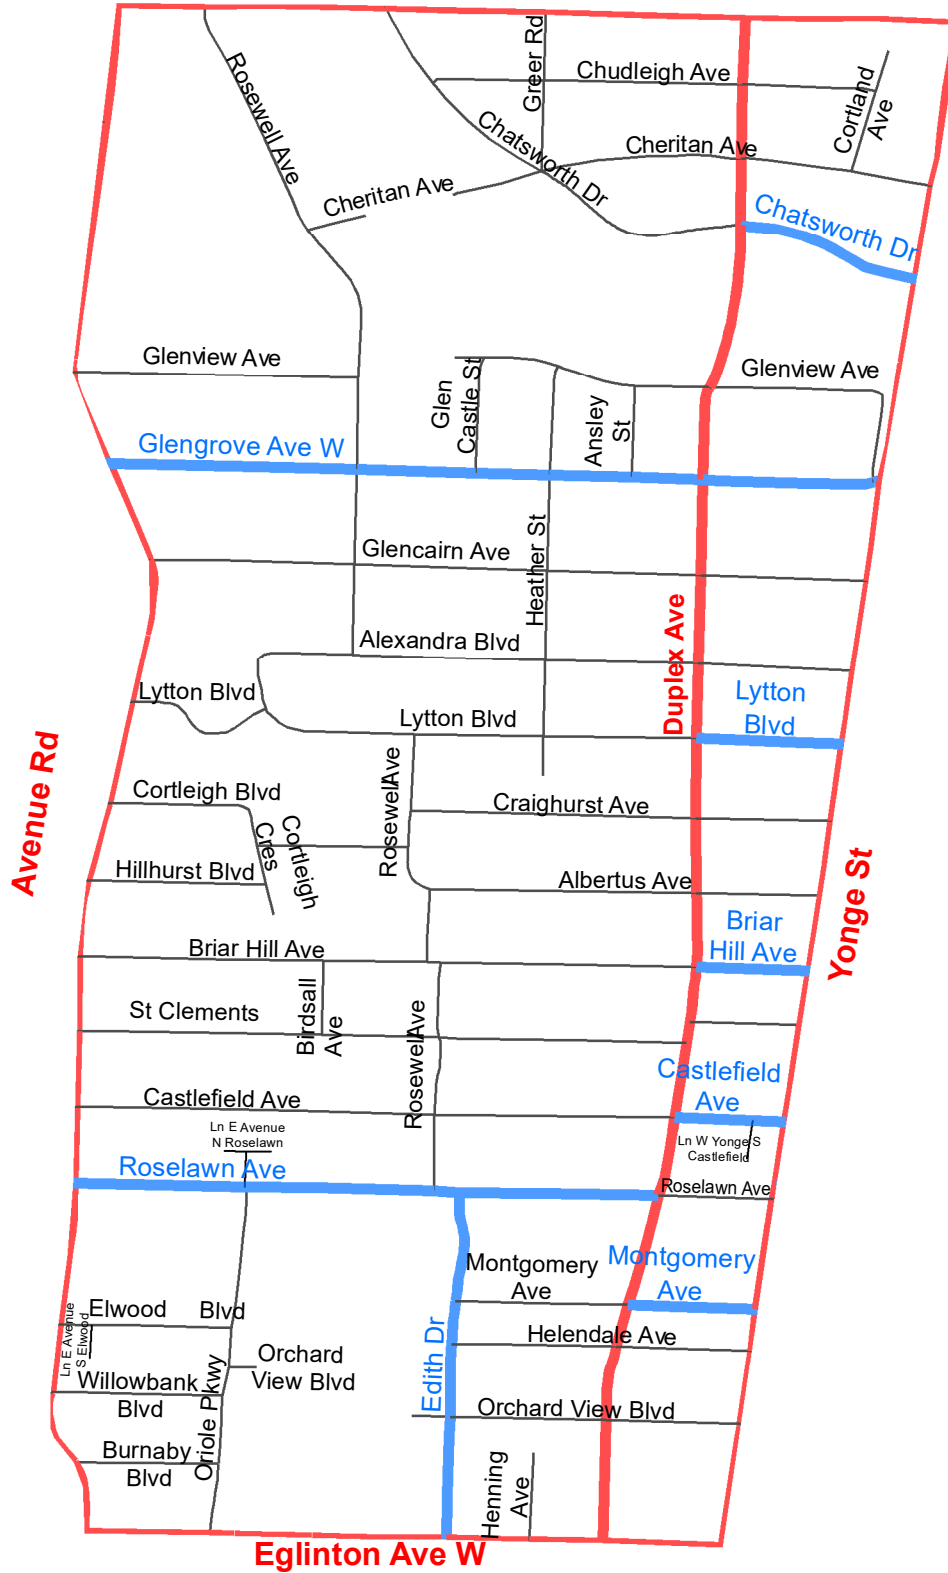 Greer Rd
Chudleigh Ave
Rosewell Ave
Cortland
Ave
Chatsworth Dr
Cheritan Ave
Cheritan Ave
Chatsworth Dr
Glenview Ave
Glen
Castle St
Ansley
St
Glenview Ave
Glengrove Ave W
Heather St
Glencairn Ave
Alexandra Blvd
Duplex Ave
Lytton Blvd
Lytton
Blvd
Lytton Blvd
Avenue Rd
Rosewell Ave
Cortleigh Blvd
Cortleigh
Cres
Craighurst Ave
Hillhurst Blvd
Albertus Ave
Yonge St
Briar
Hill Ave
Briar Hill Ave
Birdsall
Ave
St Clements
Rosewell Ave
Castlefield
Ave
Castlefield Ave
Ln E Avenue
N Roselawn
Ln W Yonge S
Castlefield
Roselawn Ave
Roselawn Ave
Montgomery
Ave
Montgomery
Ave
Ln E Avenue
S Elwood
Elwood Blvd
Helendale Ave
Edith Dr
Orchard
View Blvd
Oriole Pkwy
Willowbank
Blvd
Orchard View Blvd
Burnaby
Blvd
Henning
Ave
Eglinton Ave W